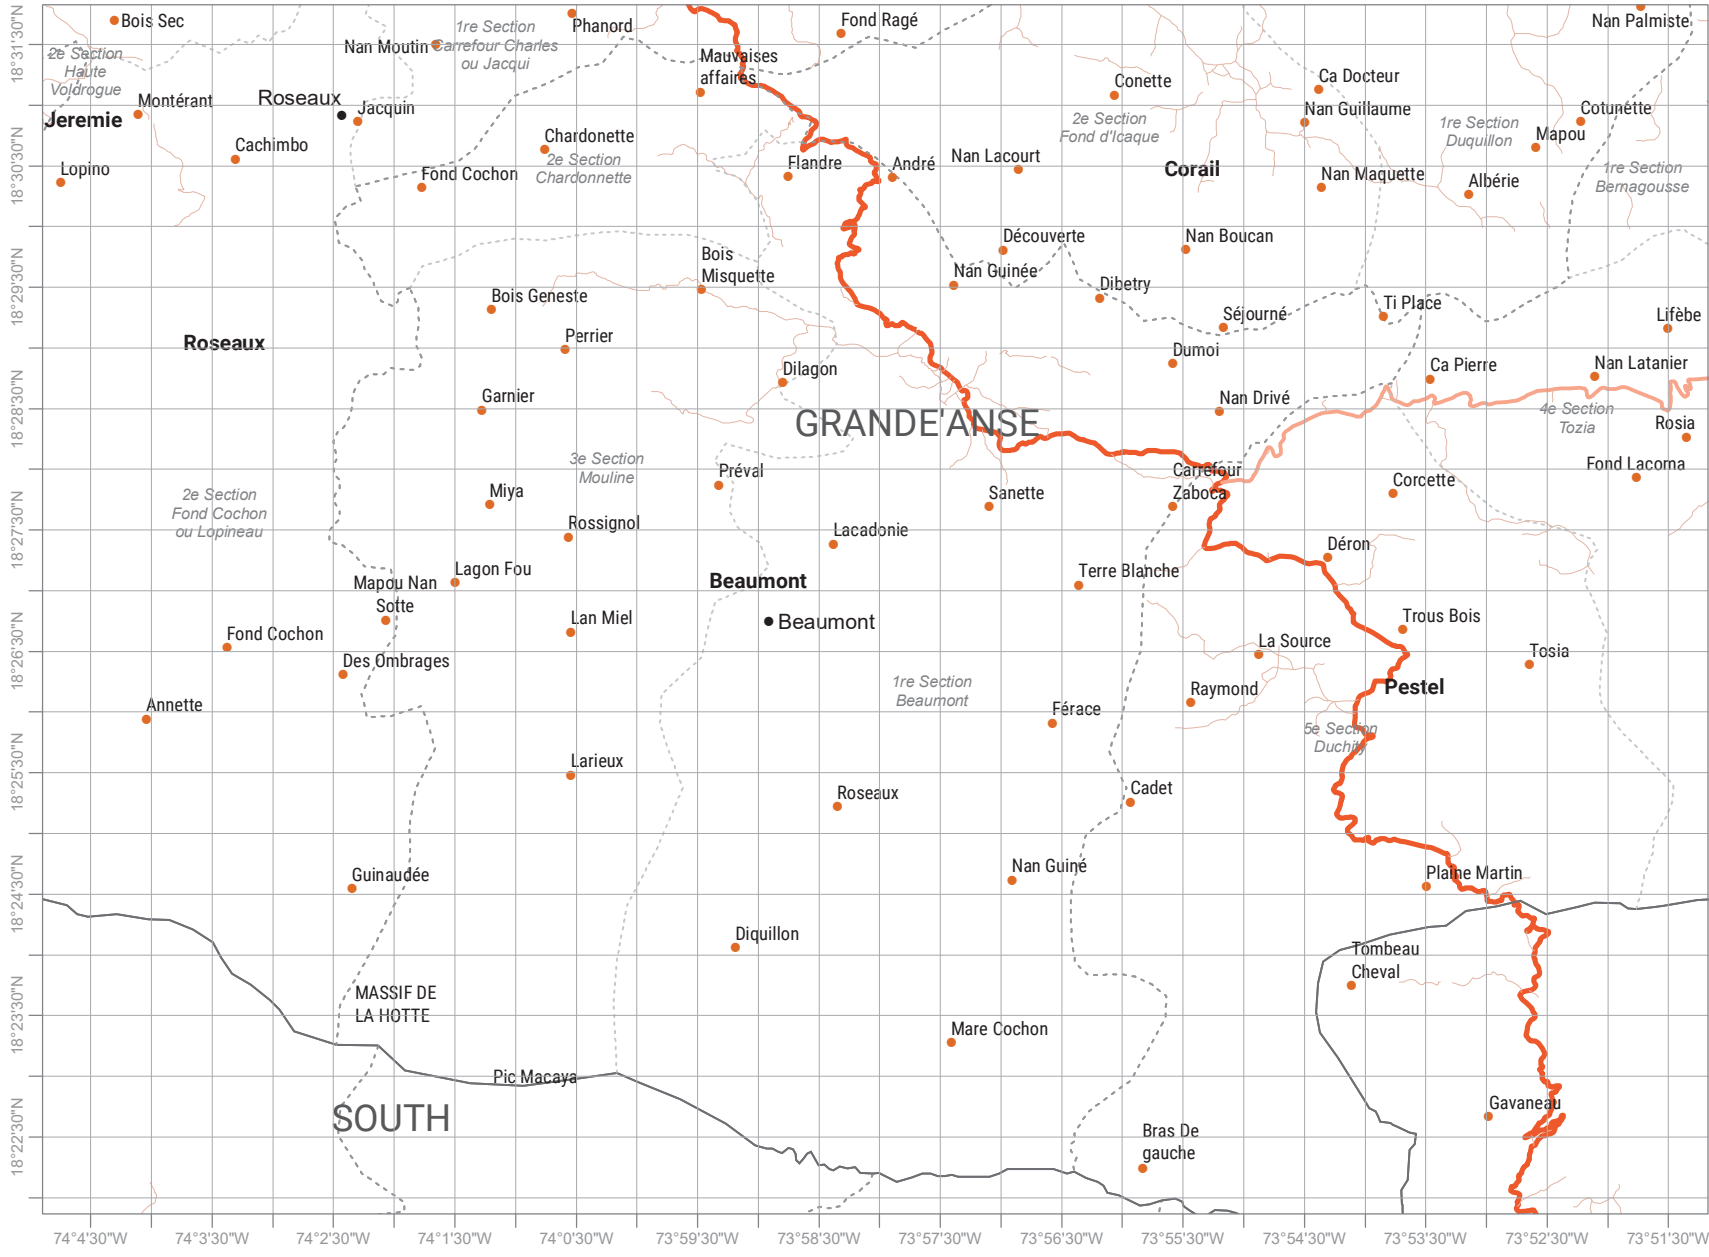 Bois Sec
1re Section
Carrefour Charles
ou Jacqui
Phanord
Fond Ragé
Nan Palmiste
2e Section
Haute
Voldrogue
Nan Moutin
Mauvaises
affaires
Conette
Ca Docteur
Montérant
Roseaux
Jacquin
Nan Guillaume
Cotunette
Jeremie
2e Section
Fond d'Icaque
1re Section
Duquillon
Mapou
Cachimbo
Chardonette
2e Section
Chardonnette
Flandre
André
Nan Lacourt
Corail
Lopino
Fond Cochon
Nan Maquette
Albérie
1re Section
Bernagousse
Découverte
Nan Boucan
Bois
Misquette
Nan Guinée
Dibetry
Bois Geneste
Séjourné
Ti Place
Lifèbe
Roseaux
Perrier
Dumoi
Dilagon
Ca Pierre
Nan Latanier
Garnier
Nan Drivé
4e Section
Tozia
GRANDE'ANSE
Rosia
3e Section
Mouline
Préval
Carrefour
Zaboca
Fond Lacorna
Corcette
2e Section
Fond Cochon
ou Lopineau
Miya
Sanette
Rossignol
Lacadonie
Déron
Lagon Fou
Beaumont
Terre Blanche
Mapou Nan
Sotte
Lan Miel
Beaumont
Trous Bois
Fond Cochon
La Source
Tosia
Des Ombrages
1re Section
Beaumont
Raymond
Pestel
Annette
Férace
5e Section
Duchity
Larieux
Roseaux
Cadet
Guinaudée
Nan Guiné
Plaine Martin
Diquillon
Tombeau
Cheval
MASSIF DE
LA HOTTE
Mare Cochon
Pic Macaya
SOUTH
Gavaneau
Bras De
gauche
18°31'30"N
18°30'30"N
18°29'30"N
18°28'30"N
18°27'30"N
18°26'30"N
18°25'30"N
18°24'30"N
18°23'30"N
18°22'30"N
74°4'30"W
74°3'30"W
74°2'30"W
74°1'30"W
74°0'30"W
73°59'30"W
73°58'30"W
73°57'30"W
73°56'30"W
73°55'30"W
73°54'30"W
73°53'30"W
73°52'30"W
73°51'30"W